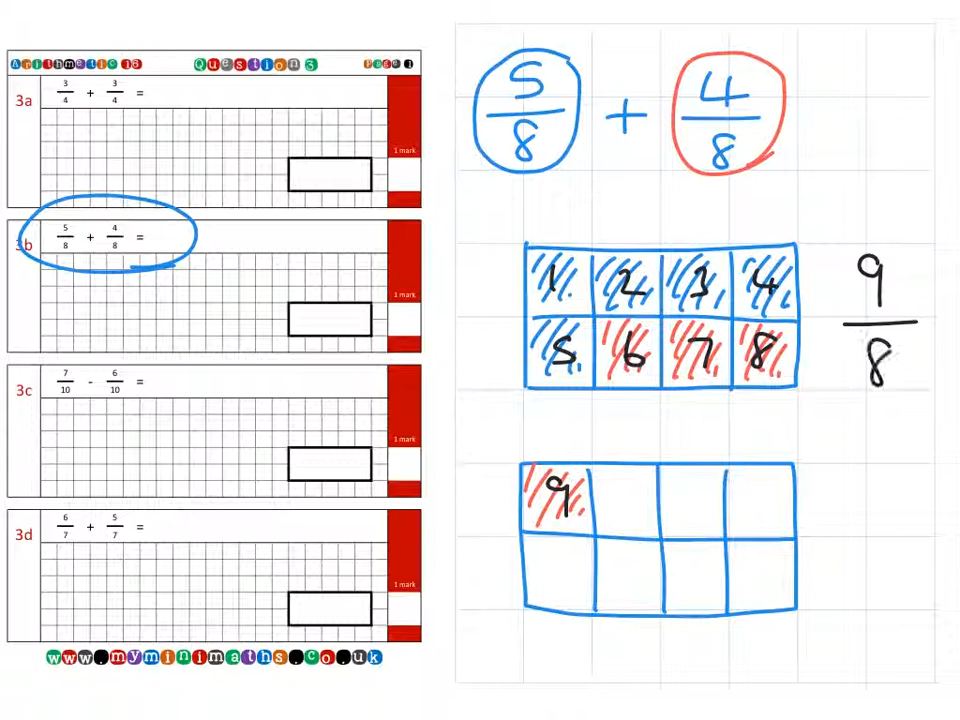 Arithmetic 16 Question 3 Page 1
3a 3/4 + 3/4 =
1 mark
3b 5/8 + 4/8 =
1 mark
3c 7/10 - 6/10 =
1 mark
3d 6/7 + 5/7 =
1 mark
www.myminimaths.co.uk
5/8 + 4/8
1 2 3 4
5 6 7 8
9/8
9